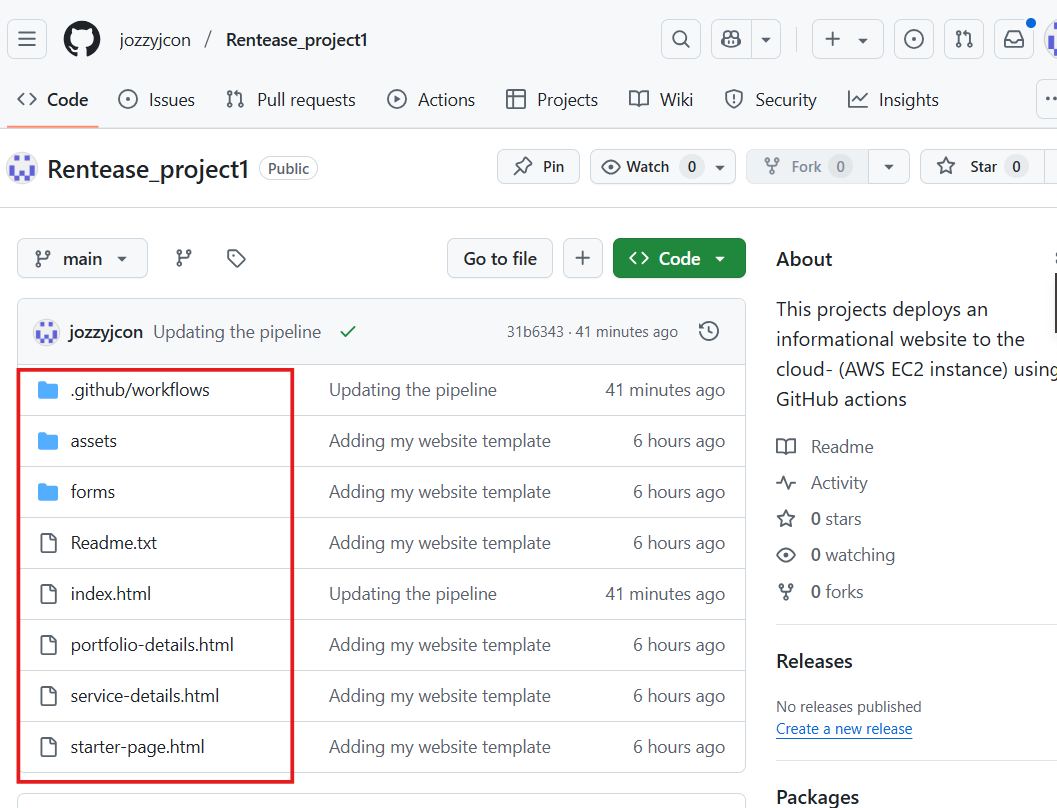 jozzyjcon / Rentease_project1
Code Issues Pull requests Actions Projects Wiki Security Insights
Rentease_project1 Public Pin Watch 0 Fork 0 Star 0
main Go to file Code
jozzyjcon Updating the pipeline 31b6343 · 41 minutes ago
.github/workflows Updating the pipeline 41 minutes ago
assets Adding my website template 6 hours ago
forms Adding my website template 6 hours ago
Readme.txt Adding my website template 6 hours ago
index.html Updating the pipeline 41 minutes ago
portfolio-details.html Adding my website template 6 hours ago
service-details.html Adding my website template 6 hours ago
starter-page.html Adding my website template 6 hours ago
About
This projects deploys an
informational website to the
cloud- (AWS EC2 instance) using
GitHub actions
Readme
Activity
0 stars
0 watching
0 forks
Releases
No releases published
Create a new release
Packages